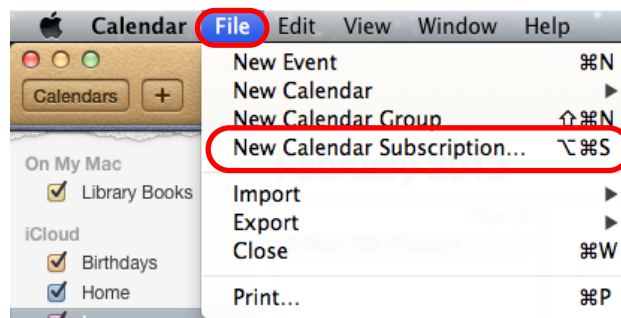 Calendar File Edit View Window Help
Calendars +
On My Mac
Library Books
iCloud
Birthdays
Home
New Event ⌘N
New Calendar ▶
New Calendar Group ⇧⌘N
New Calendar Subscription... ⌥⌘S
Import ▶
Export ▶
Close ⌘W
Print... ⌘P